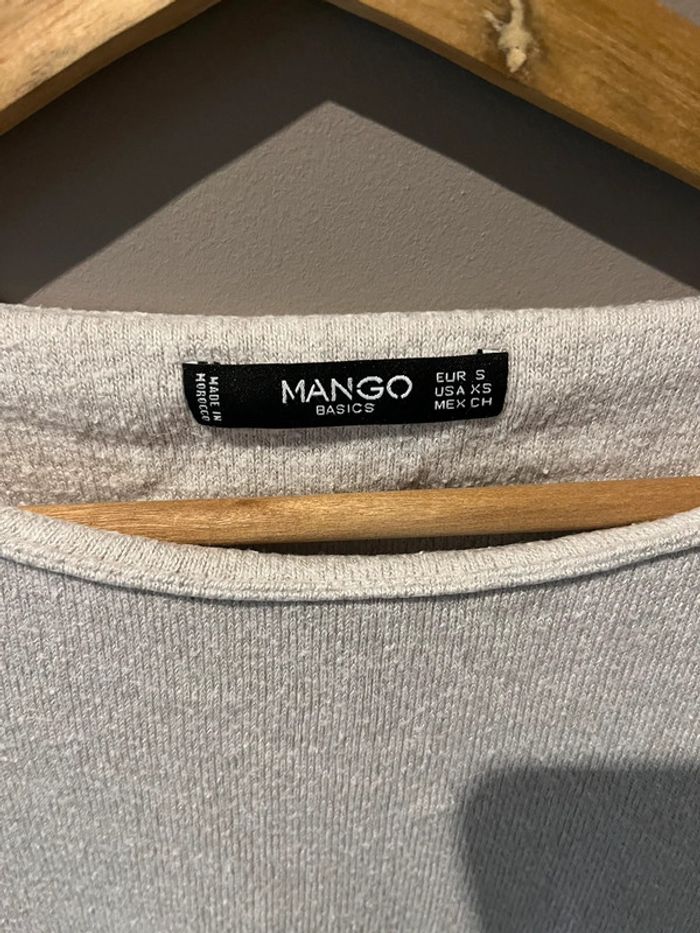 MADE IN
MOROCCO
MANGO
BASICS
EUR S
USA XS
MEX CH